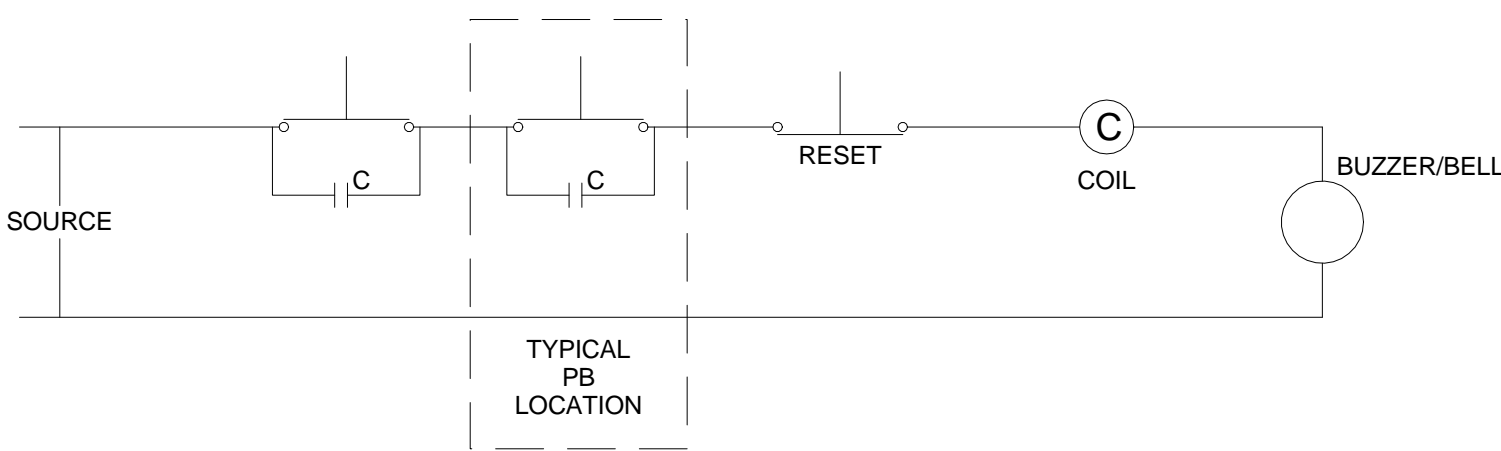 C
C
SOURCE
TYPICAL
PB
LOCATION
RESET
C
COIL
BUZZER/BELL